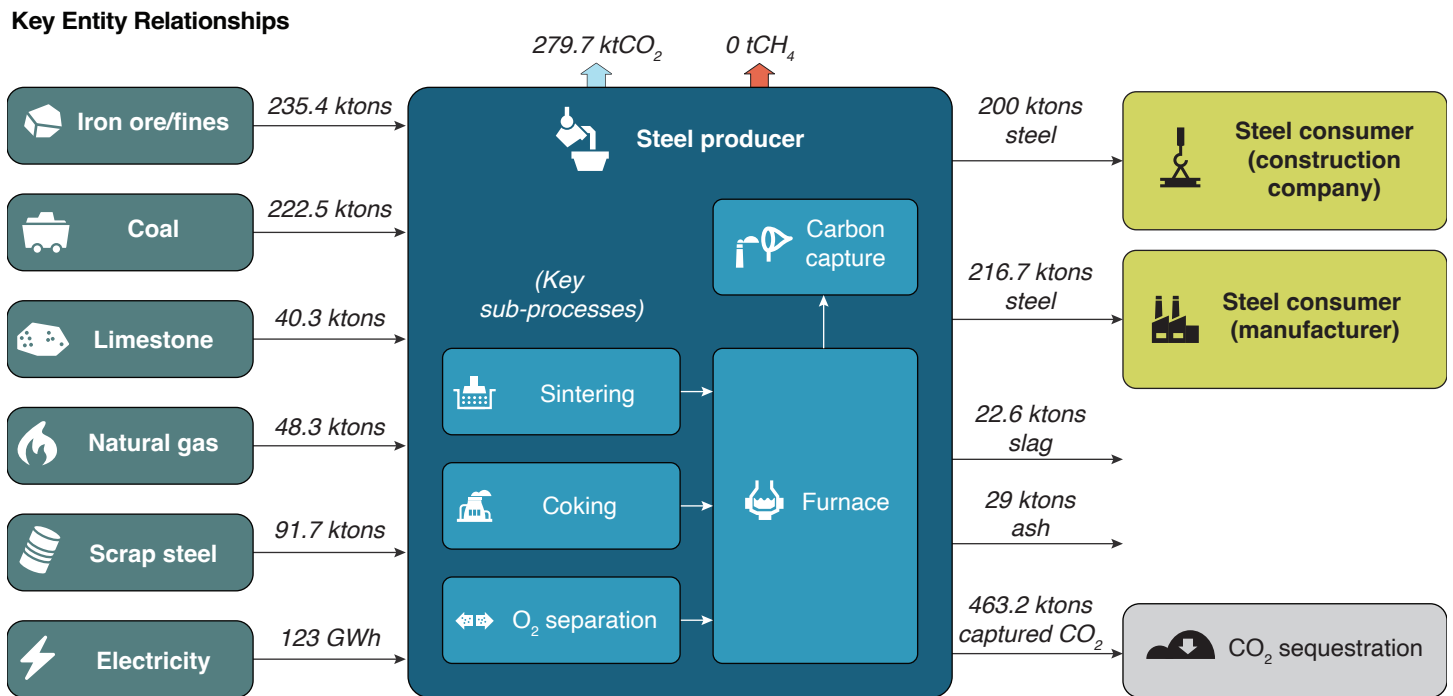 Key Entity Relationships
279.7 ktCO₂
0 tCH₄
Iron ore/fines
235.4 ktons
Coal
222.5 ktons
Limestone
40.3 ktons
Natural gas
48.3 ktons
Scrap steel
91.7 ktons
Electricity
123 GWh
Steel producer
(Key
sub-processes)
Carbon
capture
Sintering
Coking
O₂ separation
Furnace
200 ktons
steel
Steel consumer
(construction
company)
216.7 ktons
steel
Steel consumer
(manufacturer)
22.6 ktons
slag
29 ktons
ash
463.2 ktons
captured CO₂
CO₂ sequestration